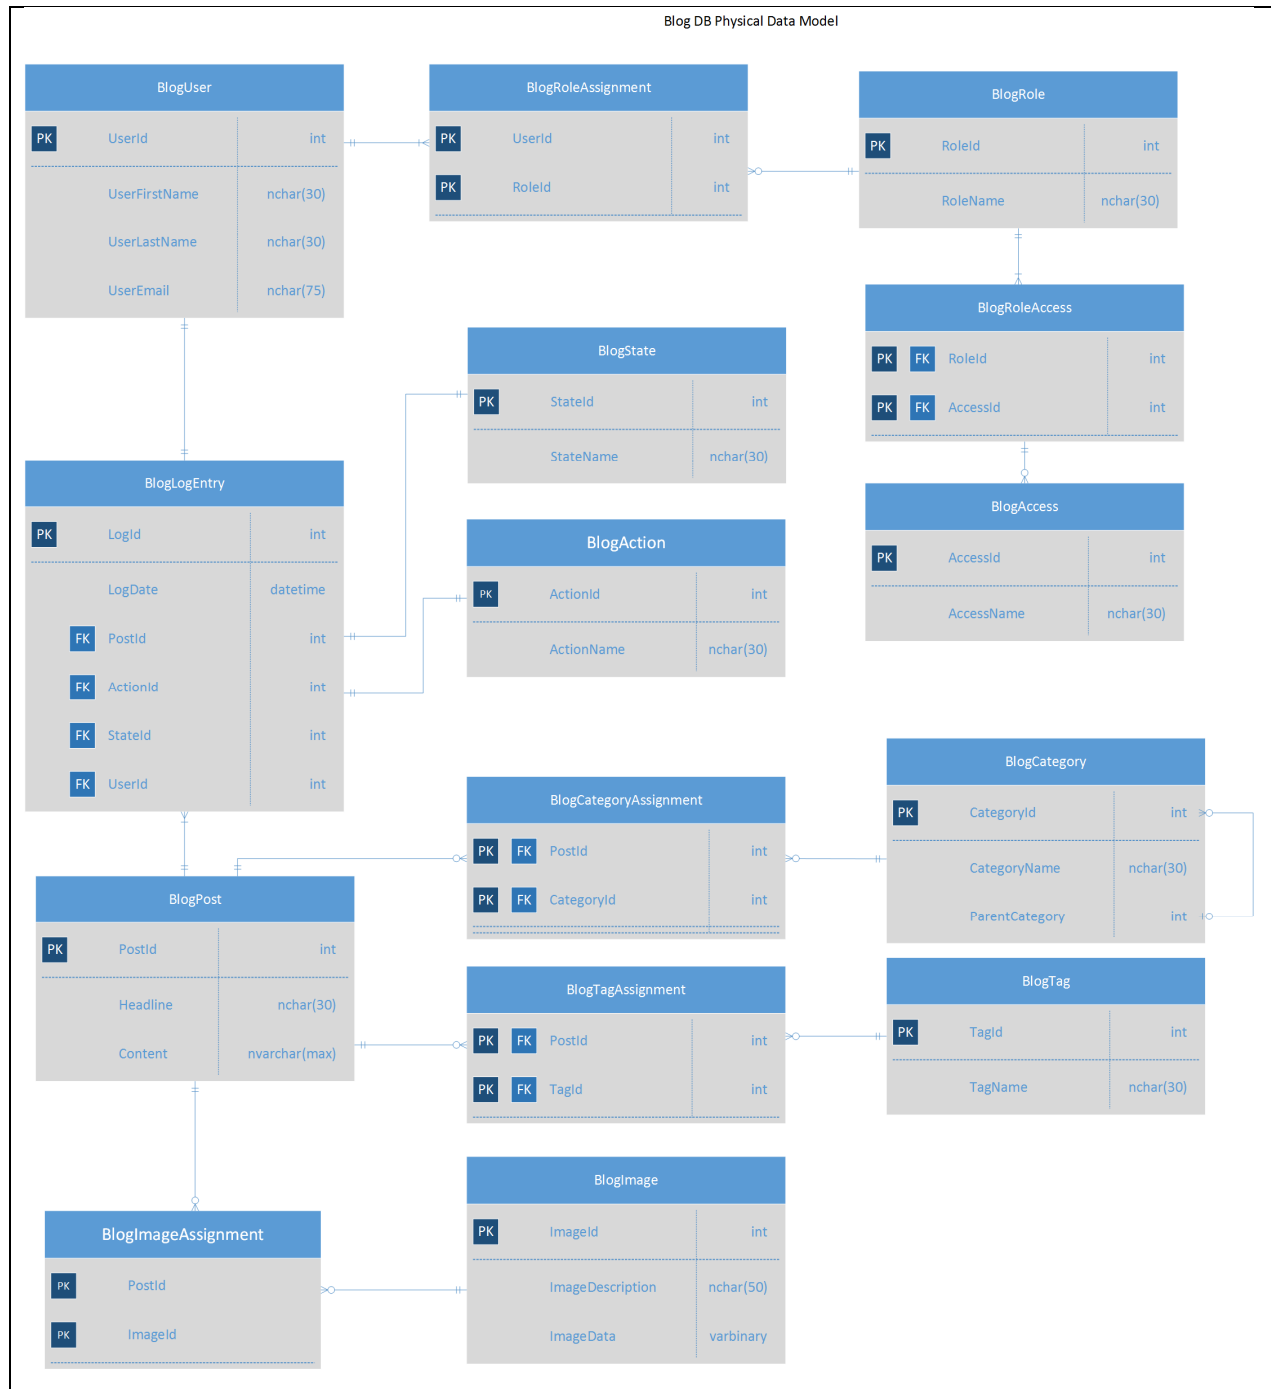 Blog DB Physical Data Model
BlogUser
PK UserId int
UserFirstName nchar(30)
UserLastName nchar(30)
UserEmail nchar(75)
BlogRoleAssignment
PK UserId int
PK RoleId int
BlogRole
PK RoleId int
RoleName nchar(30)
BlogRoleAccess
PK FK RoleId int
PK FK AccessId int
BlogState
PK StateId int
StateName nchar(30)
BlogLogEntry
PK LogId int
LogDate datetime
FK PostId int
FK ActionId int
FK StateId int
FK UserId int
BlogAction
PK ActionId int
ActionName nchar(30)
BlogAccess
PK AccessId int
AccessName nchar(30)
BlogCategoryAssignment
PK FK PostId int
PK FK CategoryId int
BlogCategory
PK CategoryId int
CategoryName nchar(30)
ParentCategory int
BlogPost
PK PostId int
Headline nchar(30)
Content nvarchar(max)
BlogTagAssignment
PK FK PostId int
PK FK TagId int
BlogTag
PK TagId int
TagName nchar(30)
BlogImageAssignment
PK PostId
PK ImageId
BlogImage
PK ImageId int
ImageDescription nchar(50)
ImageData varbinary